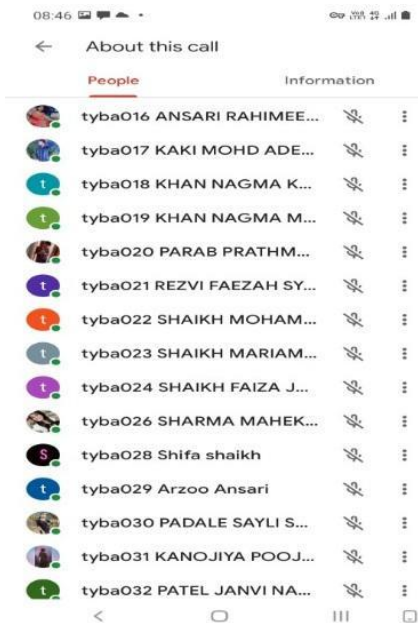 08:46
About this call
People Information
tyba016 ANSARI RAHIMEE...
tyba017 KAKI MOHD ADE...
t tyba018 KHAN NAGMA K...
t tyba019 KHAN NAGMA M...
tyba020 PARAB PRATHM...
t tyba021 REZVI FAEZAH SY...
t tyba022 SHAIKH MOHAM...
t tyba023 SHAIKH MARIAM...
t tyba024 SHAIKH FAIZA J...
tyba026 SHARMA MAHEK...
S tyba028 Shifa shaikh
t tyba029 Arzoo Ansari
tyba030 PADALE SAYLI S...
tyba031 KANOJIYA POOJ...
t tyba032 PATEL JANVI NA...